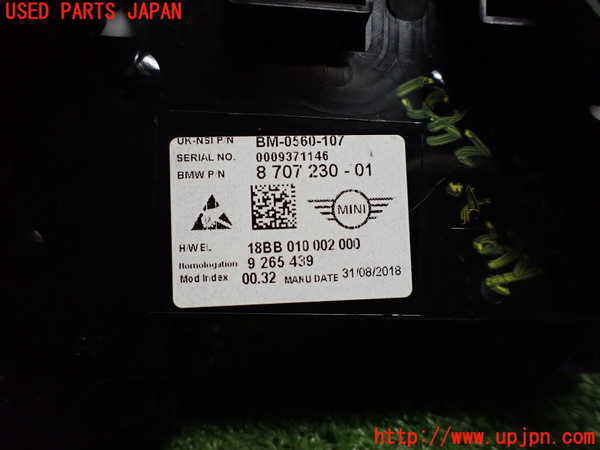 USED PARTS JAPAN
UK-NSI P/N BM-0560-107
SERIAL NO. 0009371146
BMW P/N 8 707 230 - 01
MINI
H/W EL 18BB 010 002 000
Homologation 9 265 439
Mod Index 00.32 MANU DATE 31/08/2018
http://www.upjpn.com/